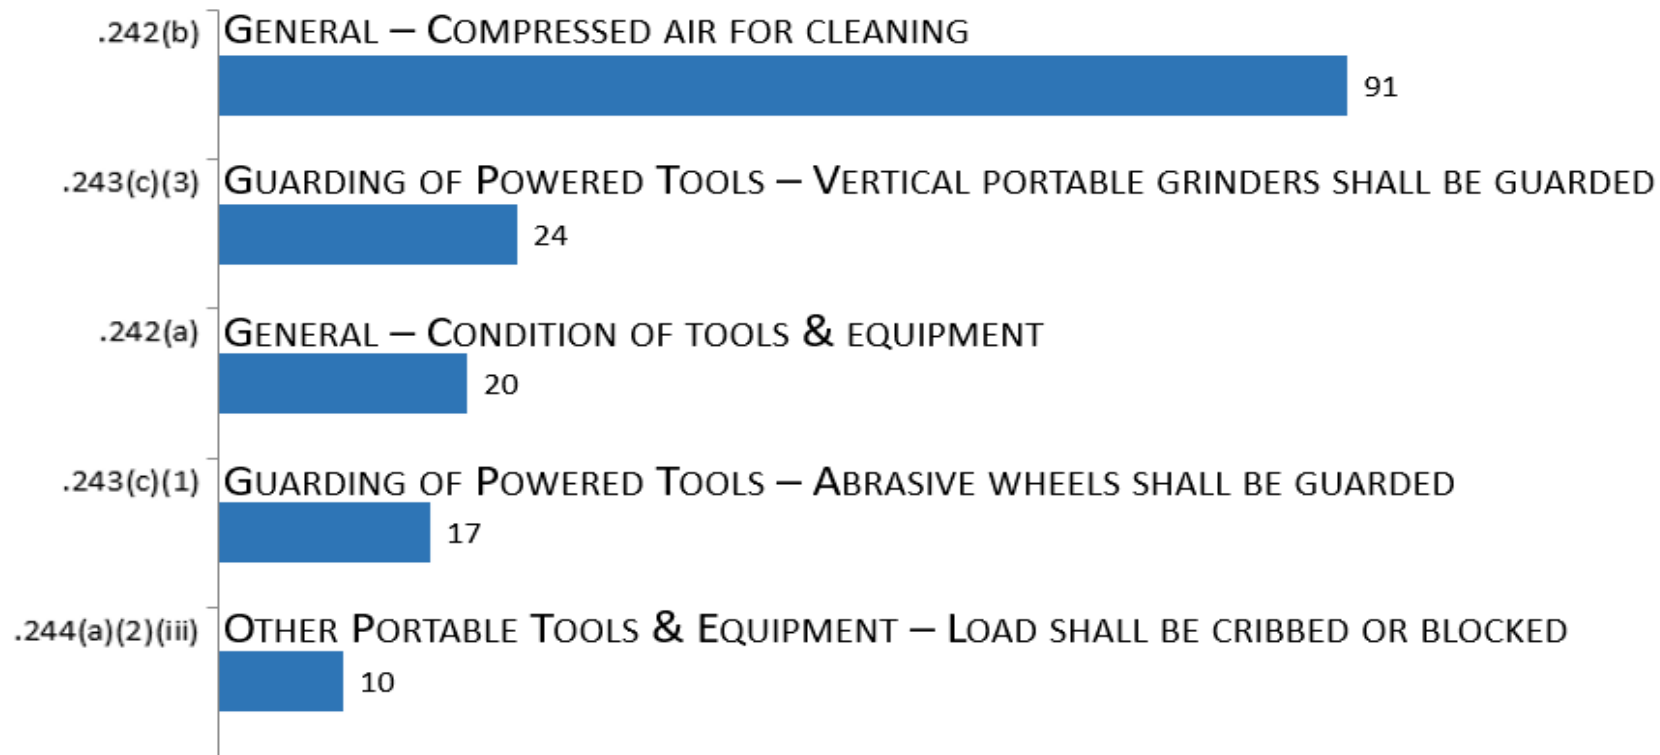 .242(b) GENERAL – COMPRESSED AIR FOR CLEANING
91
.243(c)(3) GUARDING OF POWERED TOOLS – VERTICAL PORTABLE GRINDERS SHALL BE GUARDED
24
.242(a) GENERAL – CONDITION OF TOOLS & EQUIPMENT
20
.243(c)(1) GUARDING OF POWERED TOOLS – ABRASIVE WHEELS SHALL BE GUARDED
17
.244(a)(2)(iii) OTHER PORTABLE TOOLS & EQUIPMENT – LOAD SHALL BE CRIBBED OR BLOCKED
10